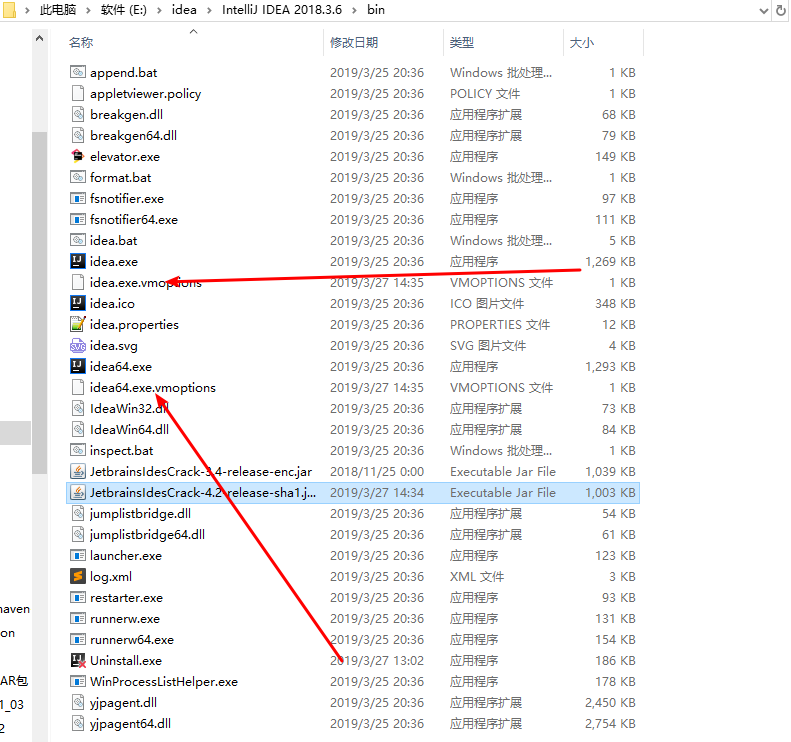 此电脑 > 软件 (E:) > idea > IntelliJ IDEA 2018.3.6 > bin
名称 修改日期 类型 大小
append.bat 2019/3/25 20:36 Windows 批处理... 1 KB
appletviewer.policy 2019/3/25 20:36 POLICY 文件 1 KB
breakgen.dll 2019/3/25 20:36 应用程序扩展 68 KB
breakgen64.dll 2019/3/25 20:36 应用程序扩展 79 KB
elevator.exe 2019/3/25 20:36 应用程序 149 KB
format.bat 2019/3/25 20:36 Windows 批处理... 1 KB
fsnotifier.exe 2019/3/25 20:36 应用程序 97 KB
fsnotifier64.exe 2019/3/25 20:36 应用程序 111 KB
idea.bat 2019/3/25 20:36 Windows 批处理... 5 KB
idea.exe 2019/3/25 20:36 应用程序 1,269 KB
idea.exe.vmoptions 2019/3/27 14:35 VMOPTIONS 文件 1 KB
idea.ico 2019/3/25 20:36 ICO 图片文件 348 KB
idea.properties 2019/3/25 20:36 PROPERTIES 文件 12 KB
idea.svg 2019/3/25 20:36 SVG 图片文件 4 KB
idea64.exe 2019/3/25 20:36 应用程序 1,293 KB
idea64.exe.vmoptions 2019/3/27 14:35 VMOPTIONS 文件 1 KB
IdeaWin32.dll 2019/3/25 20:36 应用程序扩展 73 KB
IdeaWin64.dll 2019/3/25 20:36 应用程序扩展 84 KB
inspect.bat 2019/3/25 20:36 Windows 批处理... 1 KB
JetbrainsIdesCrack-3.4-release-enc.jar 2018/11/25 0:00 Executable Jar File 1,039 KB
JetbrainsIdesCrack-4.2-release-sha1.j... 2019/3/27 14:34 Executable Jar File 1,003 KB
jumplistbridge.dll 2019/3/25 20:36 应用程序扩展 54 KB
jumplistbridge64.dll 2019/3/25 20:36 应用程序扩展 61 KB
launcher.exe 2019/3/25 20:36 应用程序 123 KB
log.xml 2019/3/25 20:36 XML 文件 3 KB
restarter.exe 2019/3/25 20:36 应用程序 93 KB
runnerw.exe 2019/3/25 20:36 应用程序 131 KB
runnerw64.exe 2019/3/25 20:36 应用程序 154 KB
Uninstall.exe 2019/3/27 13:02 应用程序 186 KB
WinProcessListHelper.exe 2019/3/25 20:36 应用程序 178 KB
yjpagent.dll 2019/3/25 20:36 应用程序扩展 2,450 KB
yjpagent64.dll 2019/3/25 20:36 应用程序扩展 2,754 KB
naven
on
AR包
1_03
2